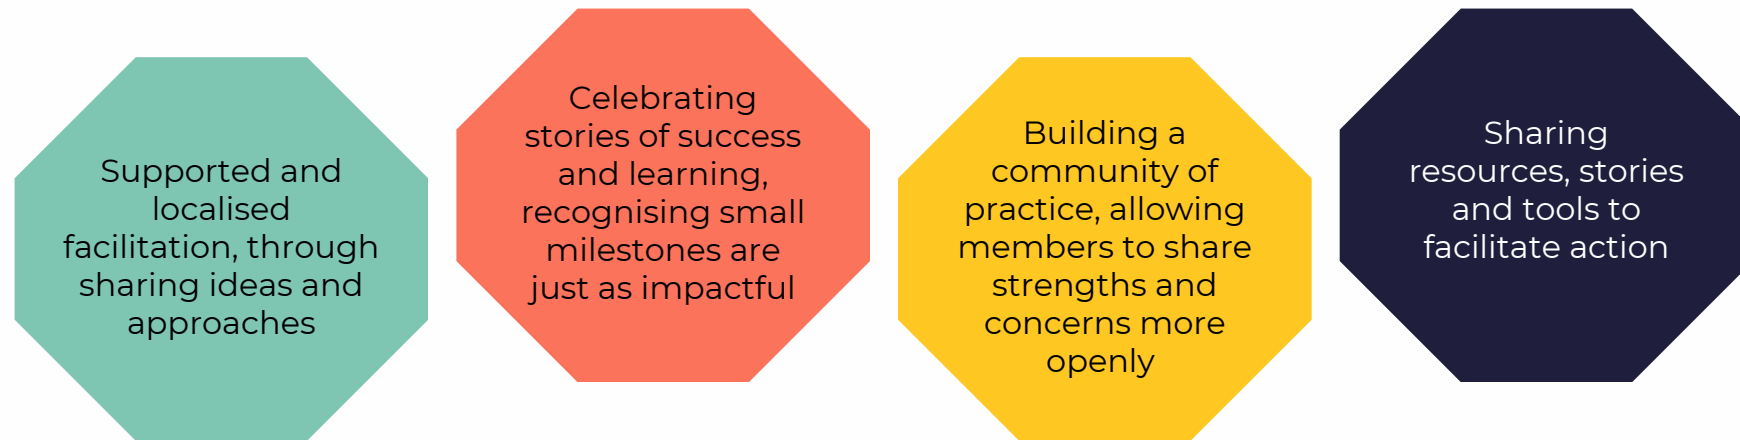 Supported and
localised
facilitation, through
sharing ideas and
approaches
Celebrating
stories of success
and learning,
recognising small
milestones are
just as impactful
Building a
community of
practice, allowing
members to share
strengths and
concerns more
openly
Sharing
resources, stories
and tools to
facilitate action